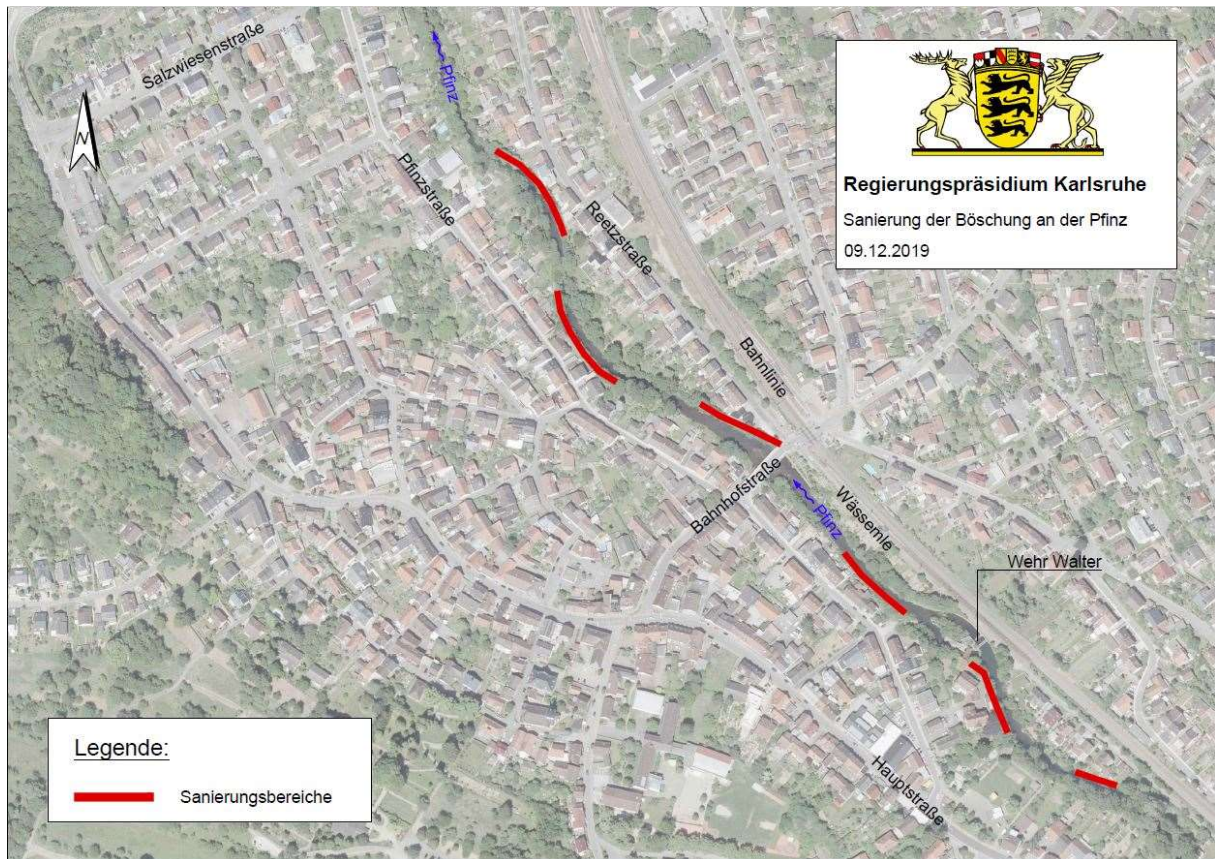 Salzwiesenstraße
Pfinz
N
Pfinzstraße
Reetzstraße
Regierungspräsidium Karlsruhe
Sanierung der Böschung an der Pfinz
09.12.2019
Bahnlinie
Bahnhofstraße
Pfinz
Wässemle
Wehr Walter
Hauptstraße
Legende:
Sanierungsbereiche